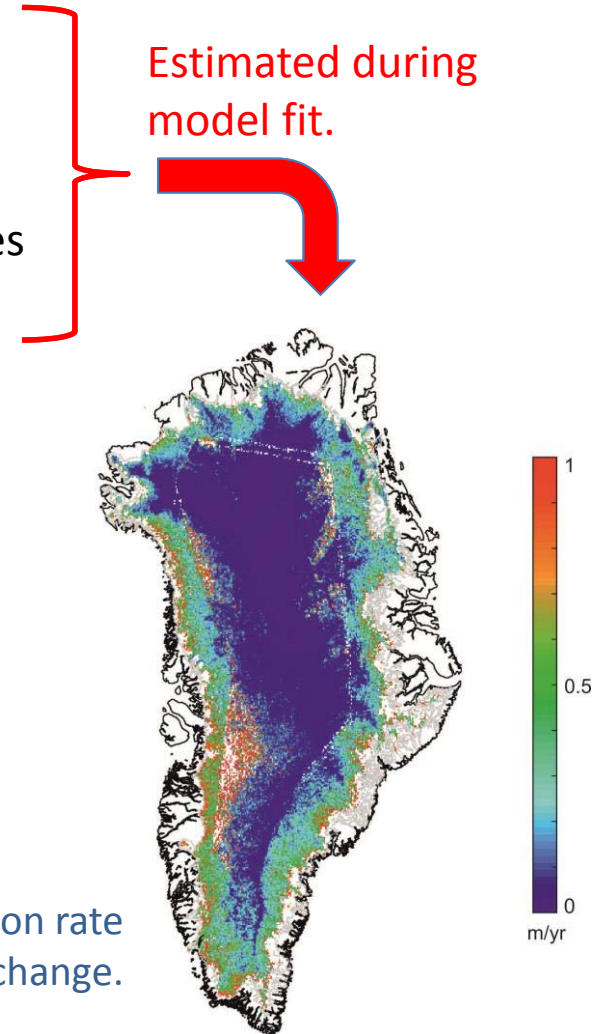 Estimated during
model fit.
es
1
0.5
0
m/yr
on rate
change.